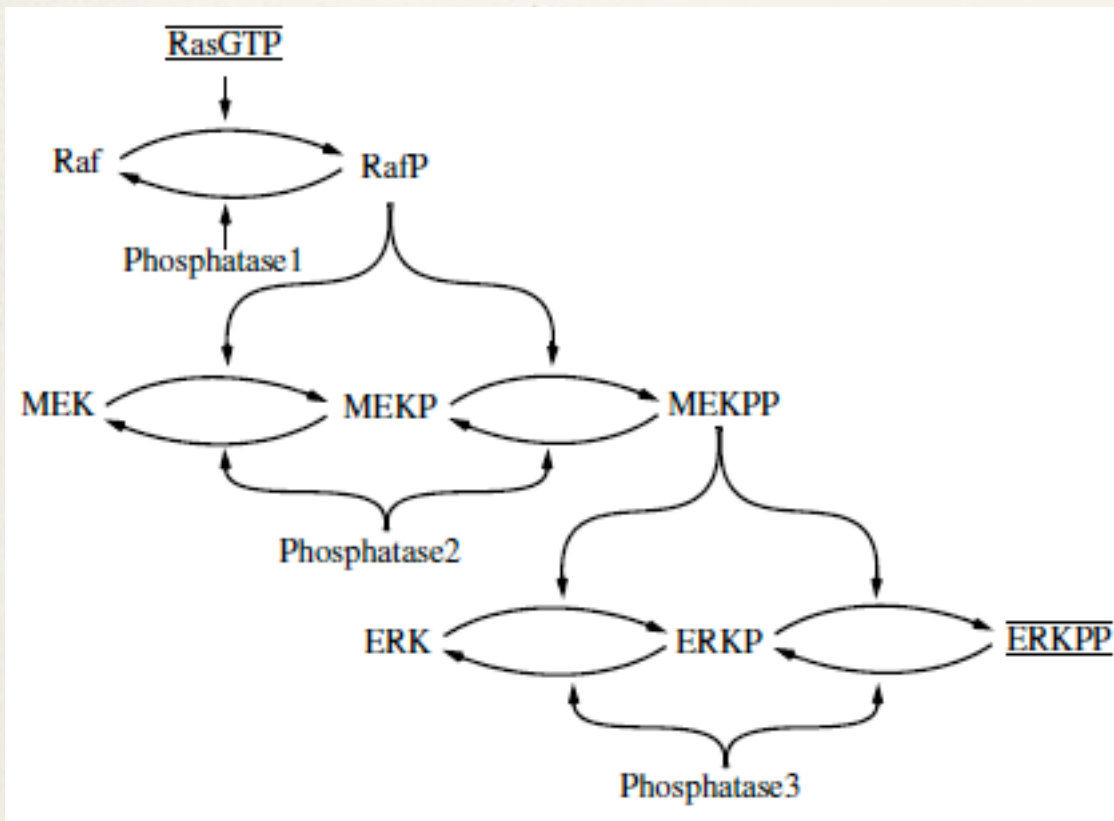 RasGTP
Raf
RafP
Phosphatase1
MEK
MEKP
MEKPP
Phosphatase2
ERK
ERKP
ERKPP
Phosphatase3